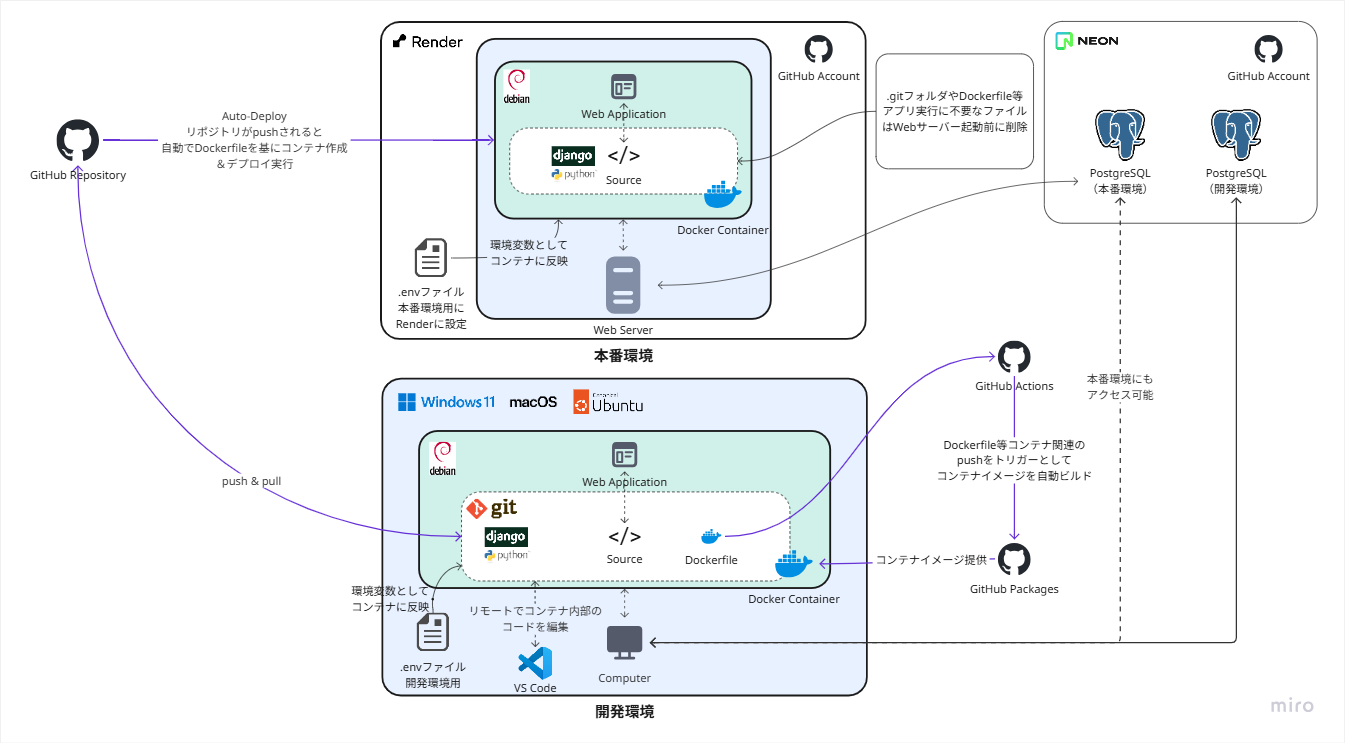 Render
GitHub Account
debian
Web Application
django
python
Source
Docker Container
環境変数として
コンテナに反映
.envファイル
本番環境用に
Renderに設定
Web Server
本番環境
GitHub Repository
Auto-Deploy
リポジトリがpushされると
自動でDockerfileを基にコンテナ作成
＆デプロイ実行
.gitフォルダやDockerfile等
アプリ実行に不要なファイル
はWebサーバー起動前に削除
NEON
GitHub Account
PostgreSQL
（本番環境）
PostgreSQL
（開発環境）
push & pull
Windows 11
macOS
Ubuntu
debian
Web Application
git
django
python
Source
Dockerfile
Docker Container
環境変数として
コンテナに反映
.envファイル
開発環境用
リモートでコンテナ内部の
コードを編集
VS Code
Computer
開発環境
GitHub Actions
Dockerfile等コンテナ関連の
pushをトリガーとして
コンテナイメージを自動ビルド
コンテナイメージ提供
GitHub Packages
本番環境にも
アクセス可能
miro